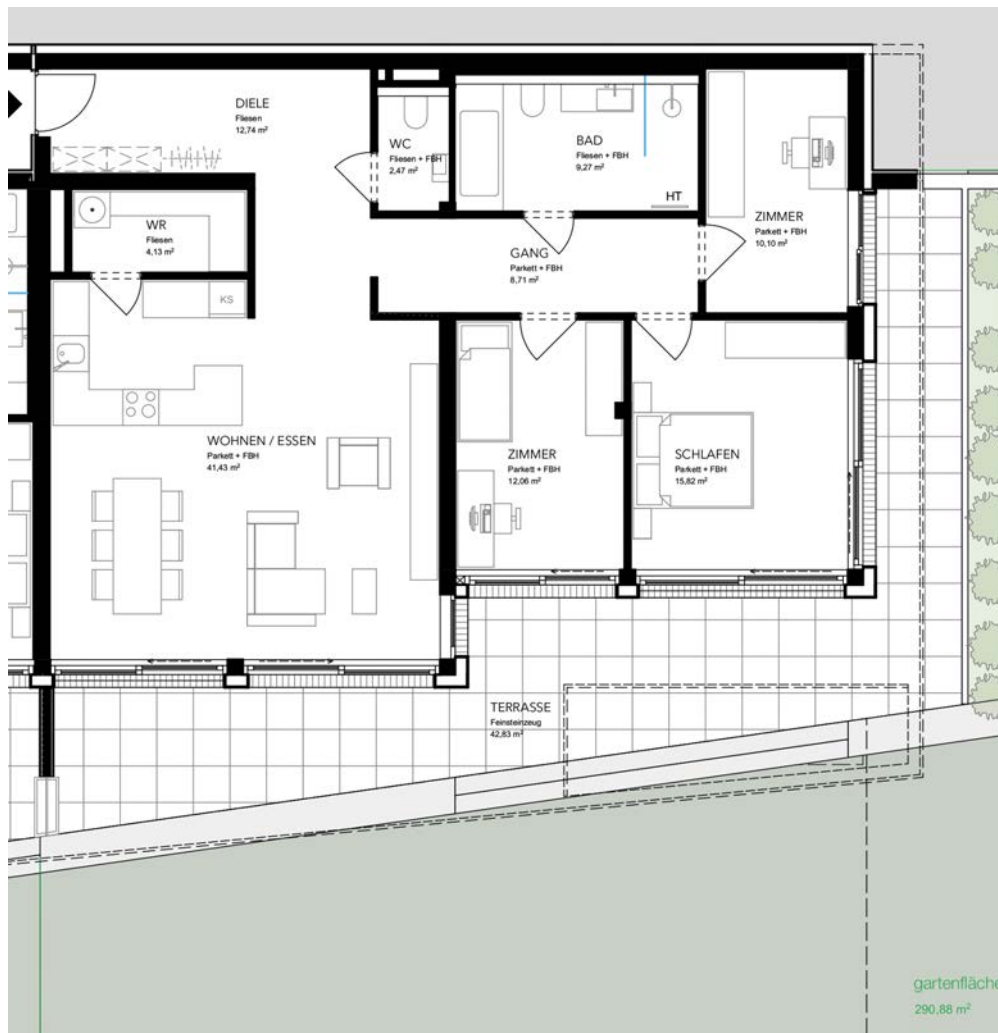 DIELE
Fliesen
12,74 m²
WC
Fliesen + FBH
2,47 m²
BAD
Fliesen + FBH
9,27 m²
HT
ZIMMER
Parkett + FBH
10,10 m²
WR
Fliesen
4,13 m²
GANG
Parkett + FBH
8,71 m²
KS
WOHNEN / ESSEN
Parkett + FBH
41,43 m²
ZIMMER
Parkett + FBH
12,06 m²
SCHLAFEN
Parkett + FBH
15,82 m²
TERRASSE
Feinsteinzeug
42,83 m²
gartenfläche
290,88 m²